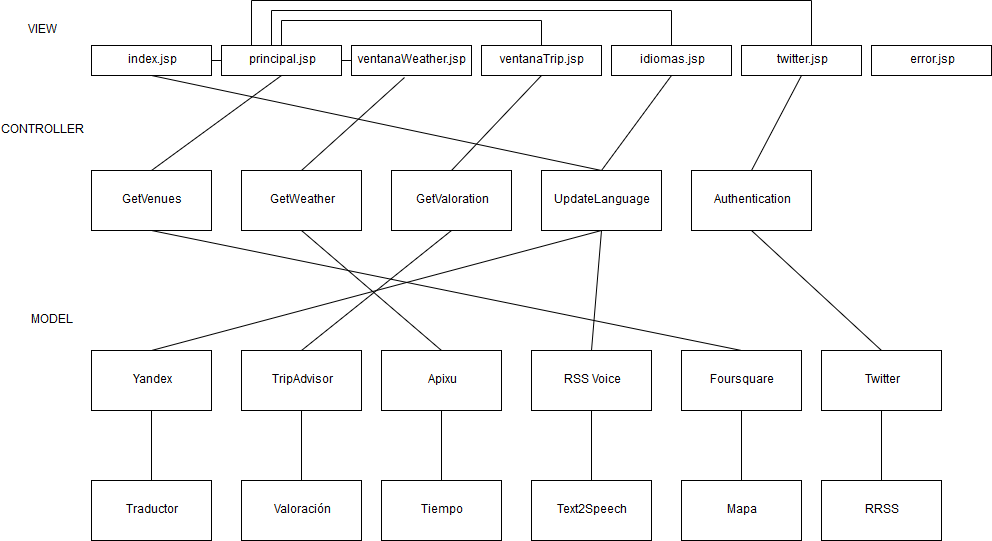 VIEW
index.jsp
principal.jsp
ventanaWeather.jsp
ventanaTrip.jsp
idiomas.jsp
twitter.jsp
error.jsp
CONTROLLER
GetVenues
GetWeather
GetValoration
UpdateLanguage
Authentication
MODEL
Yandex
TripAdvisor
Apixu
RSS Voice
Foursquare
Twitter
Traductor
Valoración
Tiempo
Text2Speech
Mapa
RRSS